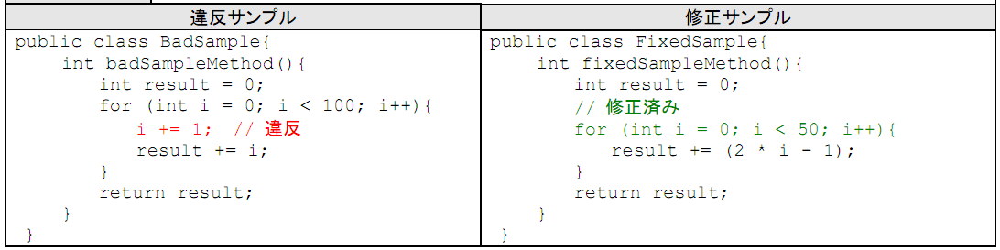 違反サンプル
public class BadSample{
int badSampleMethod(){
int result = 0;
for (int i = 0; i < 100; i++){
i += 1;  // 違反
result += i;
}
return result;
}
}
修正サンプル
public class FixedSample{
int fixedSampleMethod(){
int result = 0;
// 修正済み
for (int i = 0; i < 50; i++){
result += (2 * i - 1);
}
return result;
}
}